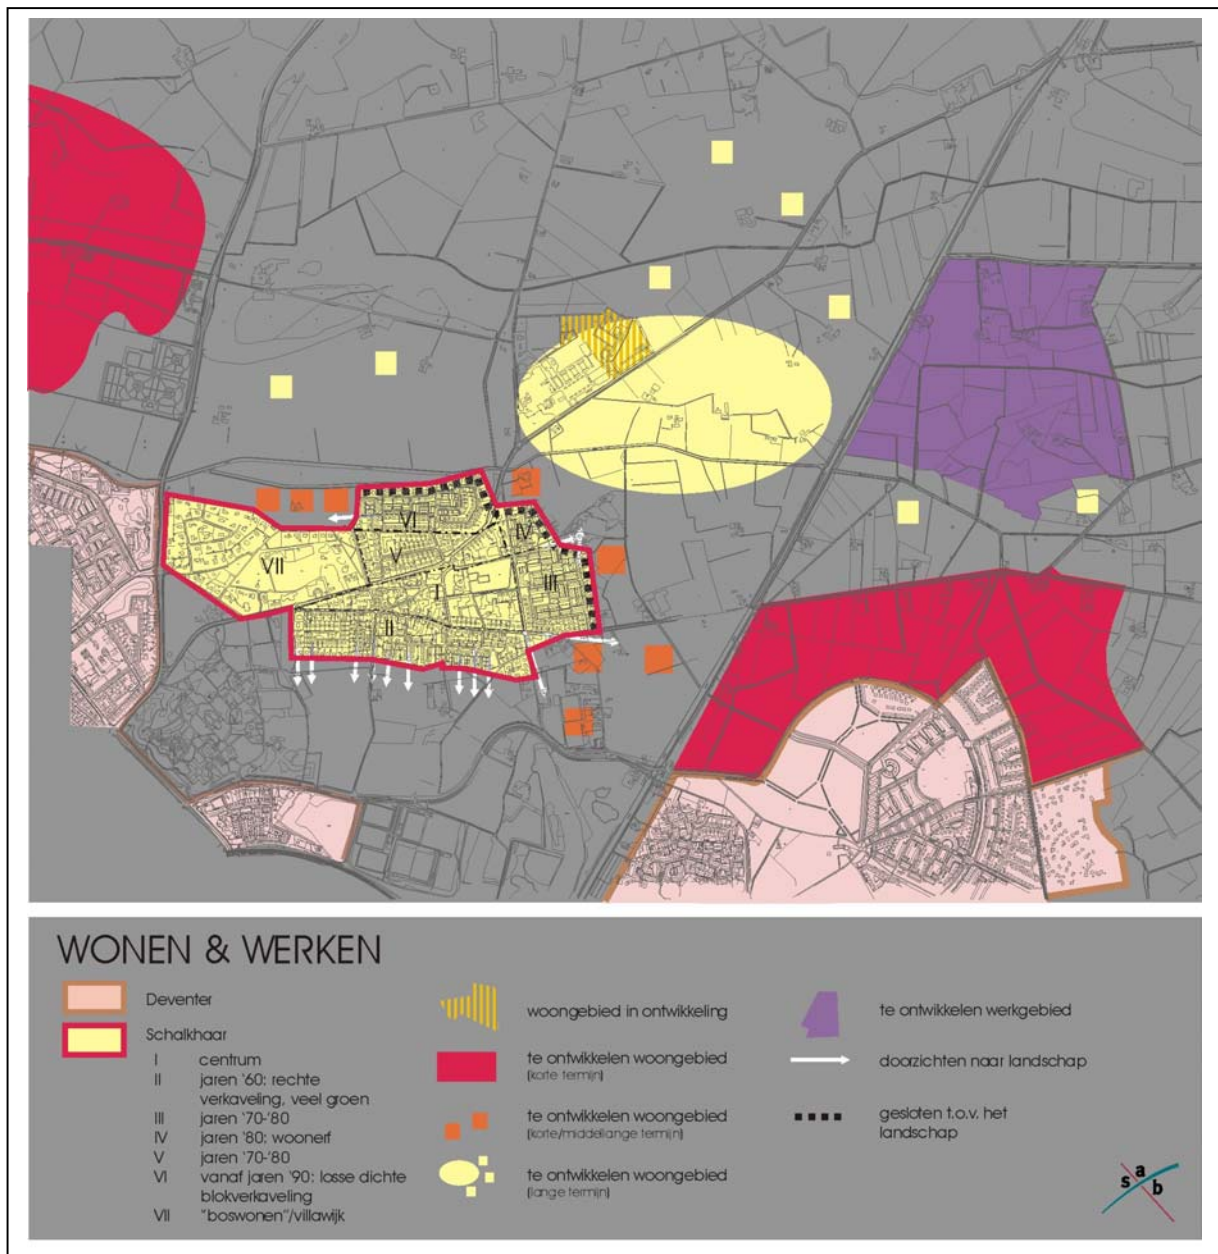 VI
IV
V
VII
III
I
II
WONEN & WERKEN
Deventer
Schalkhaar
I centrum
II jaren '60: rechte
verkaveling, veel groen
III jaren '70-'80
IV jaren '80: woonerf
V jaren '70-'80
VI vanaf jaren '90: losse dichte
blokverkaveling
VII "boswonen"/villawijk
woongebied in ontwikkeling
te ontwikkelen woongebied
(korte termijn)
te ontwikkelen woongebied
(korte/middellange termijn)
te ontwikkelen woongebied
(lange termijn)
te ontwikkelen werkgebied
doorzichten naar landschap
gesloten t.o.v. het
landschap
s a b